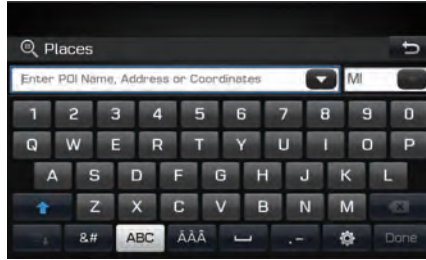 Places
Enter POI Name, Address or Coordinates MI
1 2 3 4 5 6 7 8 9 0
Q W E R T Y U I O P
A S D F G H J K L
Z X C V B N M
&# ABC ÀÄÂ .- Done